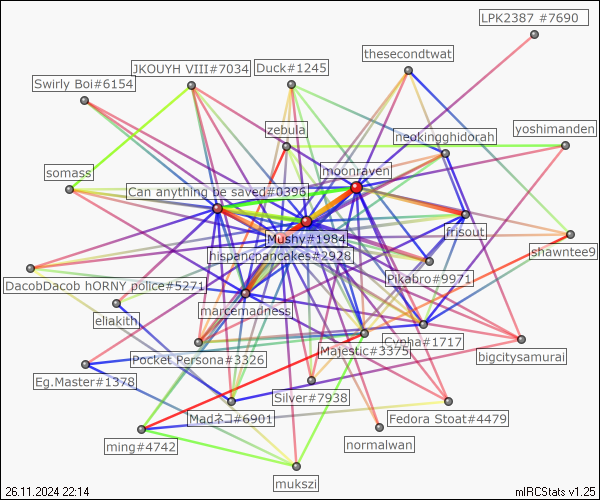 LPK2387 #7690
thesecondtwat
JKOUYH VIII#7034
Duck#1245
Swirly Boi#6154
zebula
neokingghidorah
yoshimanden
somass
moonraven
Can anything be saved#0396
frisout
Mushy#1984
shawntee9
hispancpancakes#2928
DacobDacob hORNY police#5271
Pikabro#9971
ellakith
marcemadness
Cypha#1717
Pocket Persona#3326
Majestic#3375
bigcitysamurai
Eg.Master#1378
Silver#7938
Madネコ#6901
Fedora Stoat#4479
ming#4742
normalwan
mukszi
26.11.2024 22:14
mIRCStats v1.25